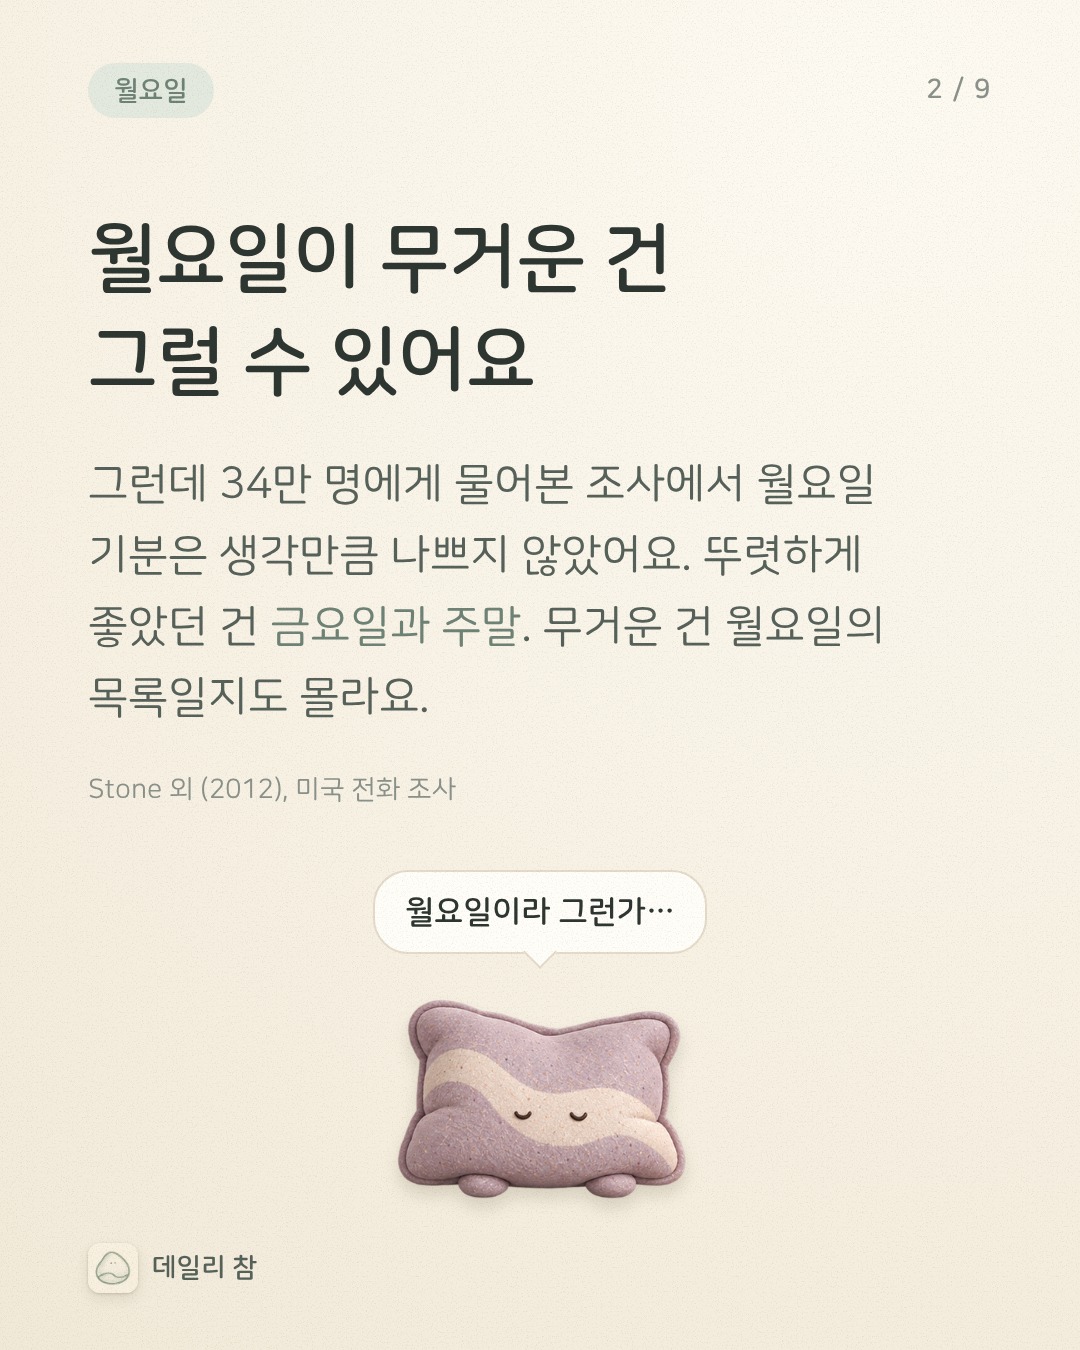 월요일
2 / 9
월요일이 무거운 건
그럴 수 있어요
그런데 34만 명에게 물어본 조사에서 월요일
기분은 생각만큼 나쁘지 않았어요. 뚜렷하게
좋았던 건 금요일과 주말. 무거운 건 월요일의
목록일지도 몰라요.
Stone 외 (2012), 미국 전화 조사
월요일이라 그런가…
데일리 참